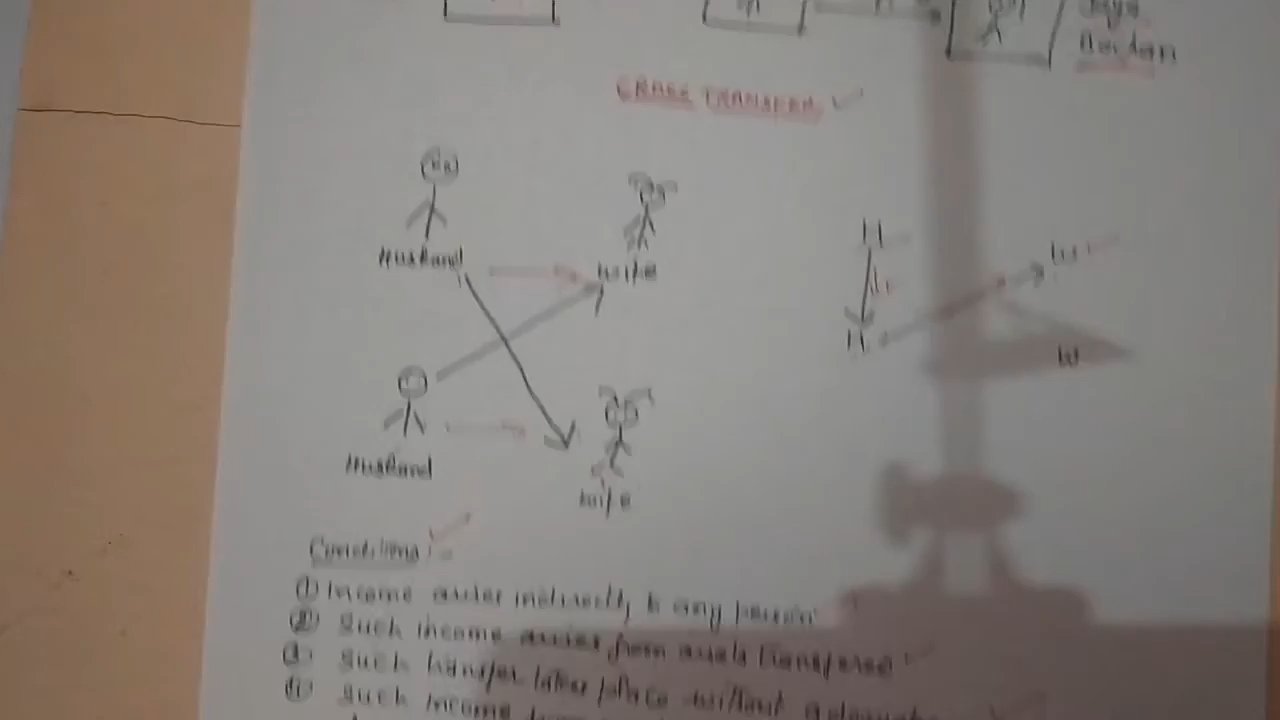 CROSS TRANSFER
Husband
wife
H
W
H
W
Husband
wife
Conditions:-
① Income arises indirectly to any person
② Such income arises from assets transferred
③ Such transfer takes place without adequate
④ Such income